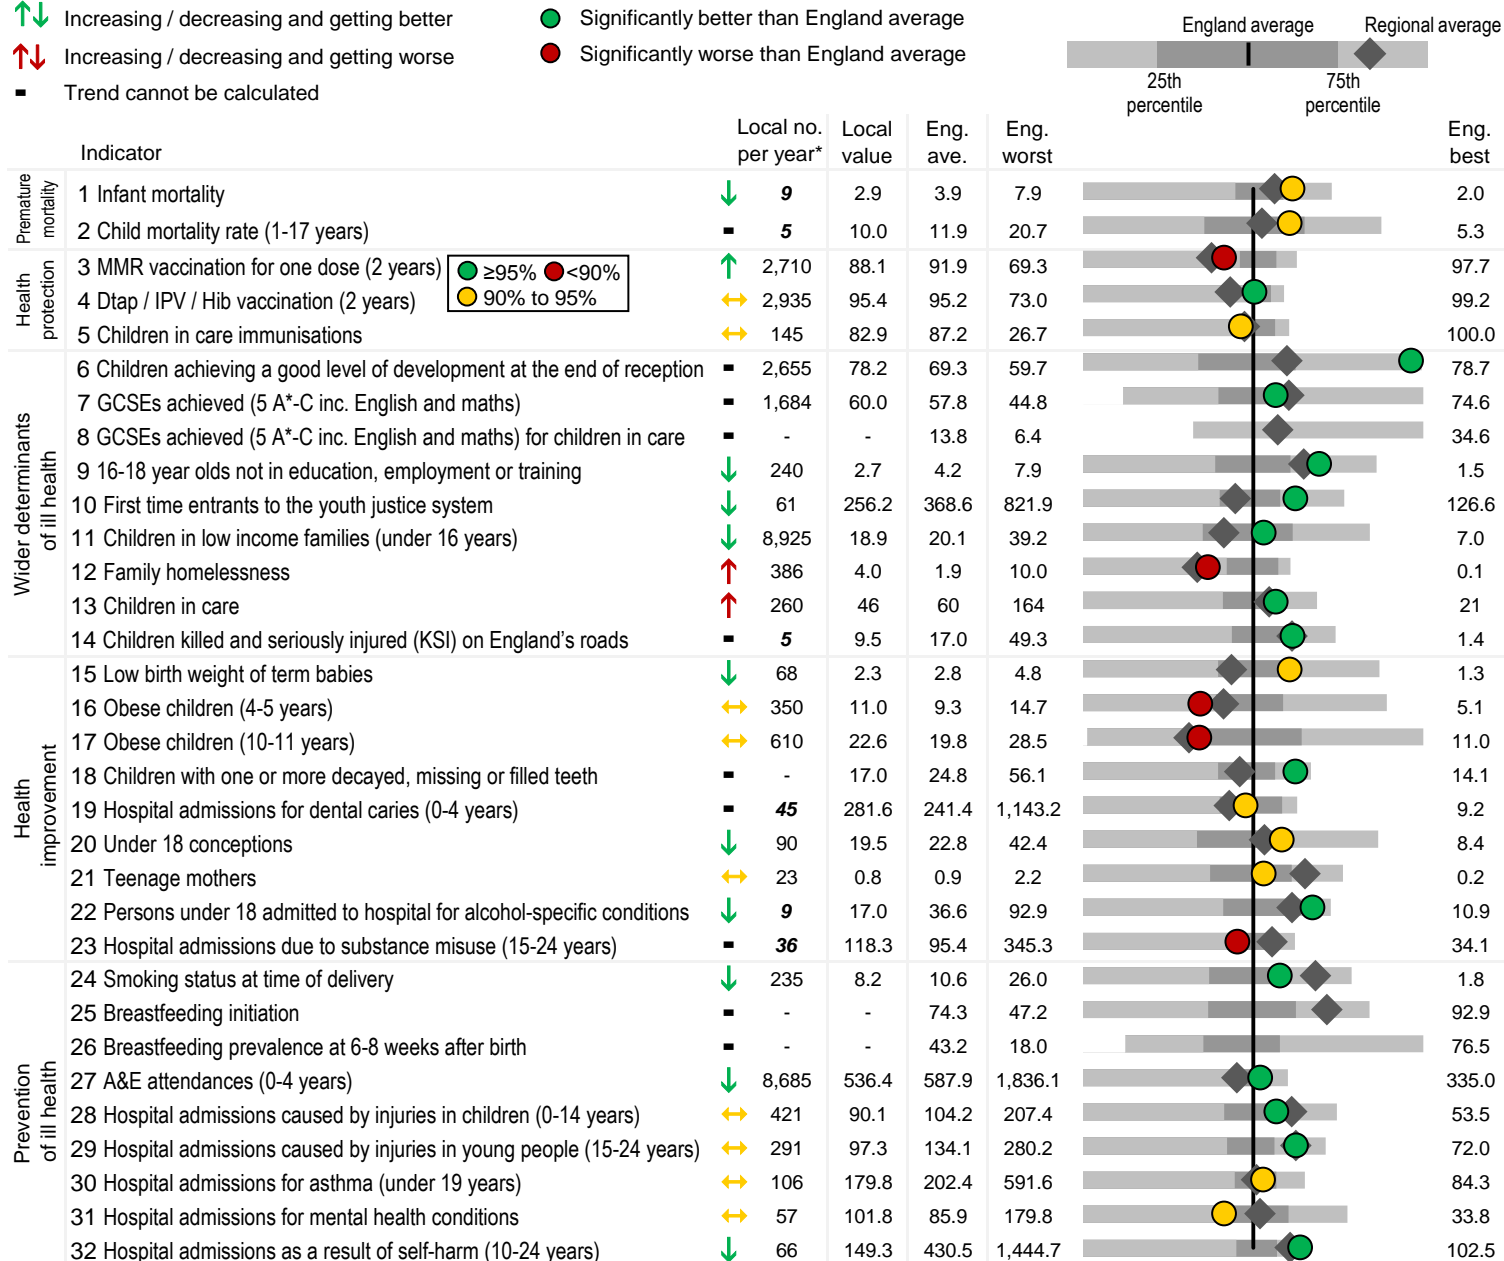 ↑↓ Increasing / decreasing and getting better
Significantly better than England average
England average
Regional average
↑↓ Increasing / decreasing and getting worse
Significantly worse than England average
- Trend cannot be calculated
25th percentile
75th percentile
Indicator
Local no. per year*
Local value
Eng. ave.
Eng. worst
Eng. best
Premature mortality
1 Infant mortality ↓ 9 2.9 3.9 7.9 2.0
2 Child mortality rate (1-17 years) - 5 10.0 11.9 20.7 5.3
Health protection
3 MMR vaccination for one dose (2 years) ↑ 2,710 88.1 91.9 69.3 97.7
≥95% <90%
90% to 95%
4 Dtap / IPV / Hib vaccination (2 years) ↔ 2,935 95.4 95.2 73.0 99.2
5 Children in care immunisations ↔ 145 82.9 87.2 26.7 100.0
Wider determinants of ill health
6 Children achieving a good level of development at the end of reception - 2,655 78.2 69.3 59.7 78.7
7 GCSEs achieved (5 A*-C inc. English and maths) - 1,684 60.0 57.8 44.8 74.6
8 GCSEs achieved (5 A*-C inc. English and maths) for children in care - - - 13.8 6.4 34.6
9 16-18 year olds not in education, employment or training ↓ 240 2.7 4.2 7.9 1.5
10 First time entrants to the youth justice system ↓ 61 256.2 368.6 821.9 126.6
11 Children in low income families (under 16 years) ↓ 8,925 18.9 20.1 39.2 7.0
12 Family homelessness ↑ 386 4.0 1.9 10.0 0.1
13 Children in care ↑ 260 46 60 164 21
14 Children killed and seriously injured (KSI) on England's roads - 5 9.5 17.0 49.3 1.4
Health improvement
15 Low birth weight of term babies ↓ 68 2.3 2.8 4.8 1.3
16 Obese children (4-5 years) ↔ 350 11.0 9.3 14.7 5.1
17 Obese children (10-11 years) ↔ 610 22.6 19.8 28.5 11.0
18 Children with one or more decayed, missing or filled teeth - - 17.0 24.8 56.1 14.1
19 Hospital admissions for dental caries (0-4 years) - 45 281.6 241.4 1,143.2 9.2
20 Under 18 conceptions ↓ 90 19.5 22.8 42.4 8.4
21 Teenage mothers ↔ 23 0.8 0.9 2.2 0.2
22 Persons under 18 admitted to hospital for alcohol-specific conditions ↓ 9 17.0 36.6 92.9 10.9
23 Hospital admissions due to substance misuse (15-24 years) - 36 118.3 95.4 345.3 34.1
Prevention of ill health
24 Smoking status at time of delivery ↓ 235 8.2 10.6 26.0 1.8
25 Breastfeeding initiation - - - 74.3 47.2 92.9
26 Breastfeeding prevalence at 6-8 weeks after birth - - - 43.2 18.0 76.5
27 A&E attendances (0-4 years) ↓ 8,685 536.4 587.9 1,836.1 335.0
28 Hospital admissions caused by injuries in children (0-14 years) ↔ 421 90.1 104.2 207.4 53.5
29 Hospital admissions caused by injuries in young people (15-24 years) ↔ 291 97.3 134.1 280.2 72.0
30 Hospital admissions for asthma (under 19 years) ↔ 106 179.8 202.4 591.6 84.3
31 Hospital admissions for mental health conditions ↔ 57 101.8 85.9 179.8 33.8
32 Hospital admissions as a result of self-harm (10-24 years) ↓ 66 149.3 430.5 1,444.7 102.5